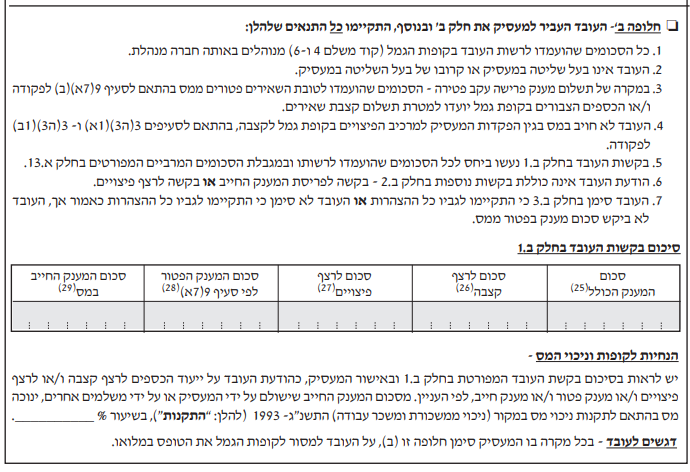 ❑ חלופה ב'- העובד העביר למעסיק את חלק ב' ובנוסף, התקיימו כל התנאים שלהלן:
1. כל הסכומים שהועמדו לרשות העובד בקופות הגמל (קוד משלם 4 ו-6) מנוהלים באותה חברה מנהלת.
2. העובד אינו בעל שליטה במעסיק או קרובו של בעל השליטה במעסיק.
3. במקרה של תשלום מענק פרישה עקב פטירה - הסכומים שהועמדו לטובת השאירים פטורים ממס בהתאם לסעיף 9(7א)(ב) לפקודה
ו/או הכספים הצבורים בקופת גמל יועדו למטרת תשלום קצבת שאירים.
4. העובד לא חויב במס בגין הפקדות המעסיק למרכיב הפיצויים בקופת גמל לקצבה, בהתאם לסעיפים 3(ה3)(1א) ו- 3(ה3)(1ב)
לפקודה.
5. בקשות העובד בחלק ב.1 נעשו ביחס לכל הסכומים שהועמדו לרשותו ובמגבלת הסכומים המרביים המפורטים בחלק א.13.
6. הודעת העובד אינה כוללת בקשות נוספות בחלק ב.2 - בקשה לפריסת המענק החייב או בקשה לרצף פיצויים.
7. העובד סימן בחלק ב.3 כי התקיימו לגביו כל ההצהרות או העובד לא סימן כי התקיימו לגביו כל ההצהרות כאמור אך, העובד
לא ביקש סכום מענק בפטור ממס.
סיכום בקשות העובד בחלק ב.1
סכום
המענק הכולל(25)
סכום לרצף
קצבה(26)
סכום לרצף
פיצויים(27)
סכום המענק הפטור
לפי סעיף 9(7א)(28)
סכום המענק החייב
במס(29)
הנחיות לקופות וניכוי המס -
יש לראות בסיכום בקשת העובד המפורטת בחלק ב.1 ובאישור המעסיק, כהודעת העובד על ייעוד הכספים לרצף קצבה ו/או לרצף
פיצויים ו/או מענק פטור ו/או מענק חייב, לפי העניין. מסכום המענק החייב שישולם על ידי המעסיק או על ידי משלמים אחרים, ינוכה
מס בהתאם לתקנות ניכוי מס במקור (ניכוי ממשכורת ומשכר עבודה) התשנ"ג- 1993 (להלן: "התקנות"), בשיעור % ____________.
דגשים לעובד - בכל מקרה בו המעסיק סימן חלופה זו (ב), על העובד למסור לקופות הגמל את הטופס במלואו.